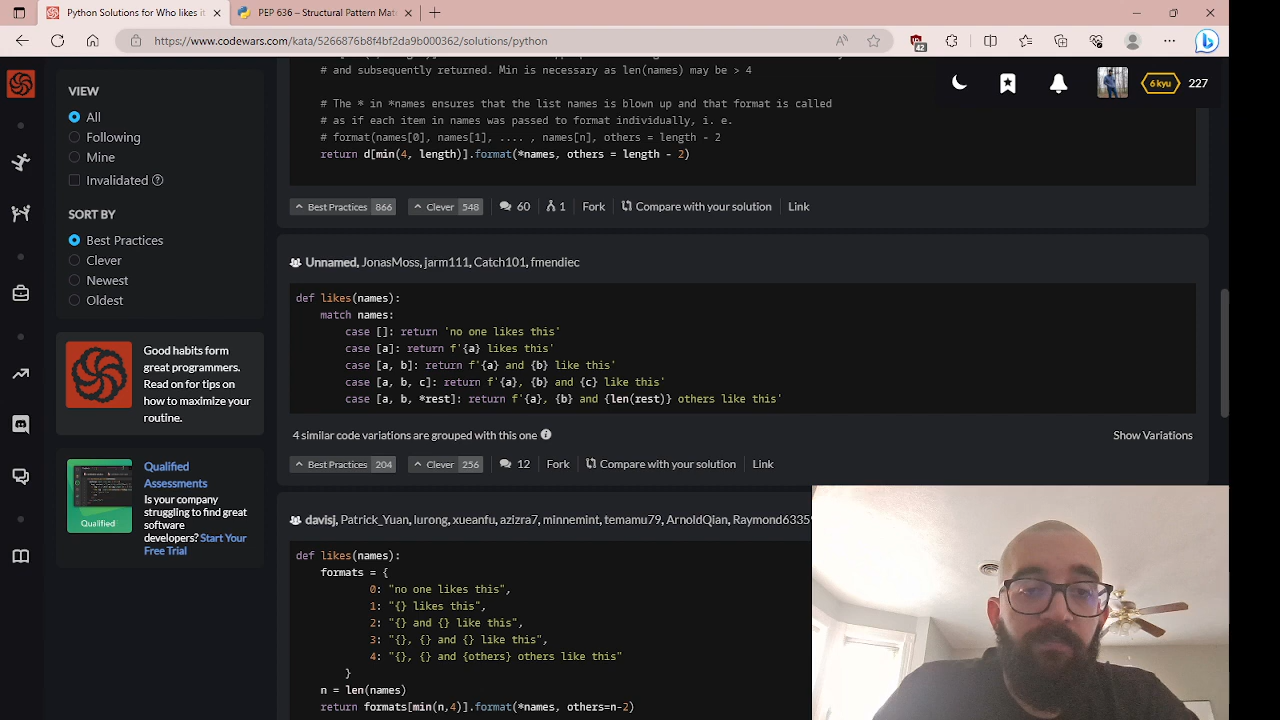 Python Solutions for Who likes it
PEP 636 – Structural Pattern Mat
https://www.codewars.com/kata/5266876b8f4bf2da9b000362/solutions/python
42
6 kyu
227
VIEW
All
Following
Mine
Invalidated
SORT BY
Best Practices
Clever
Newest
Oldest
Good habits form
great programmers.
Read on for tips on
how to maximize your
routine.
Qualified
Qualified
Assessments
Is your company
struggling to find great
software
developers? Start Your
Free Trial
# and subsequently returned. Min is necessary as len(names) may be > 4
# The * in *names ensures that the list names is blown up and that format is called
# as if each item in names was passed to format individually, i. e.
# format(names[0], names[1], .... , names[n], others = length - 2
return d[min(4, length)].format(*names, others = length - 2)
Best Practices 866 Clever 548 60 1 Fork Compare with your solution Link
Unnamed, JonasMoss, jarm111, Catch101, fmendiec
def likes(names):
match names:
case []: return 'no one likes this'
case [a]: return f'{a} likes this'
case [a, b]: return f'{a} and {b} like this'
case [a, b, c]: return f'{a}, {b} and {c} like this'
case [a, b, *rest]: return f'{a}, {b} and {len(rest)} others like this'
4 similar code variations are grouped with this one
Show Variations
Best Practices 204 Clever 256 12 Fork Compare with your solution Link
davisj, Patrick_Yuan, lurong, xueanfu, azizra7, minnemint, temamu79, ArnoldQian, Raymond6335
def likes(names):
formats = {
0: "no one likes this",
1: "{} likes this",
2: "{} and {} like this",
3: "{}, {} and {} like this",
4: "{}, {} and {others} others like this"
}
n = len(names)
return formats[min(n,4)].format(*names, others=n-2)